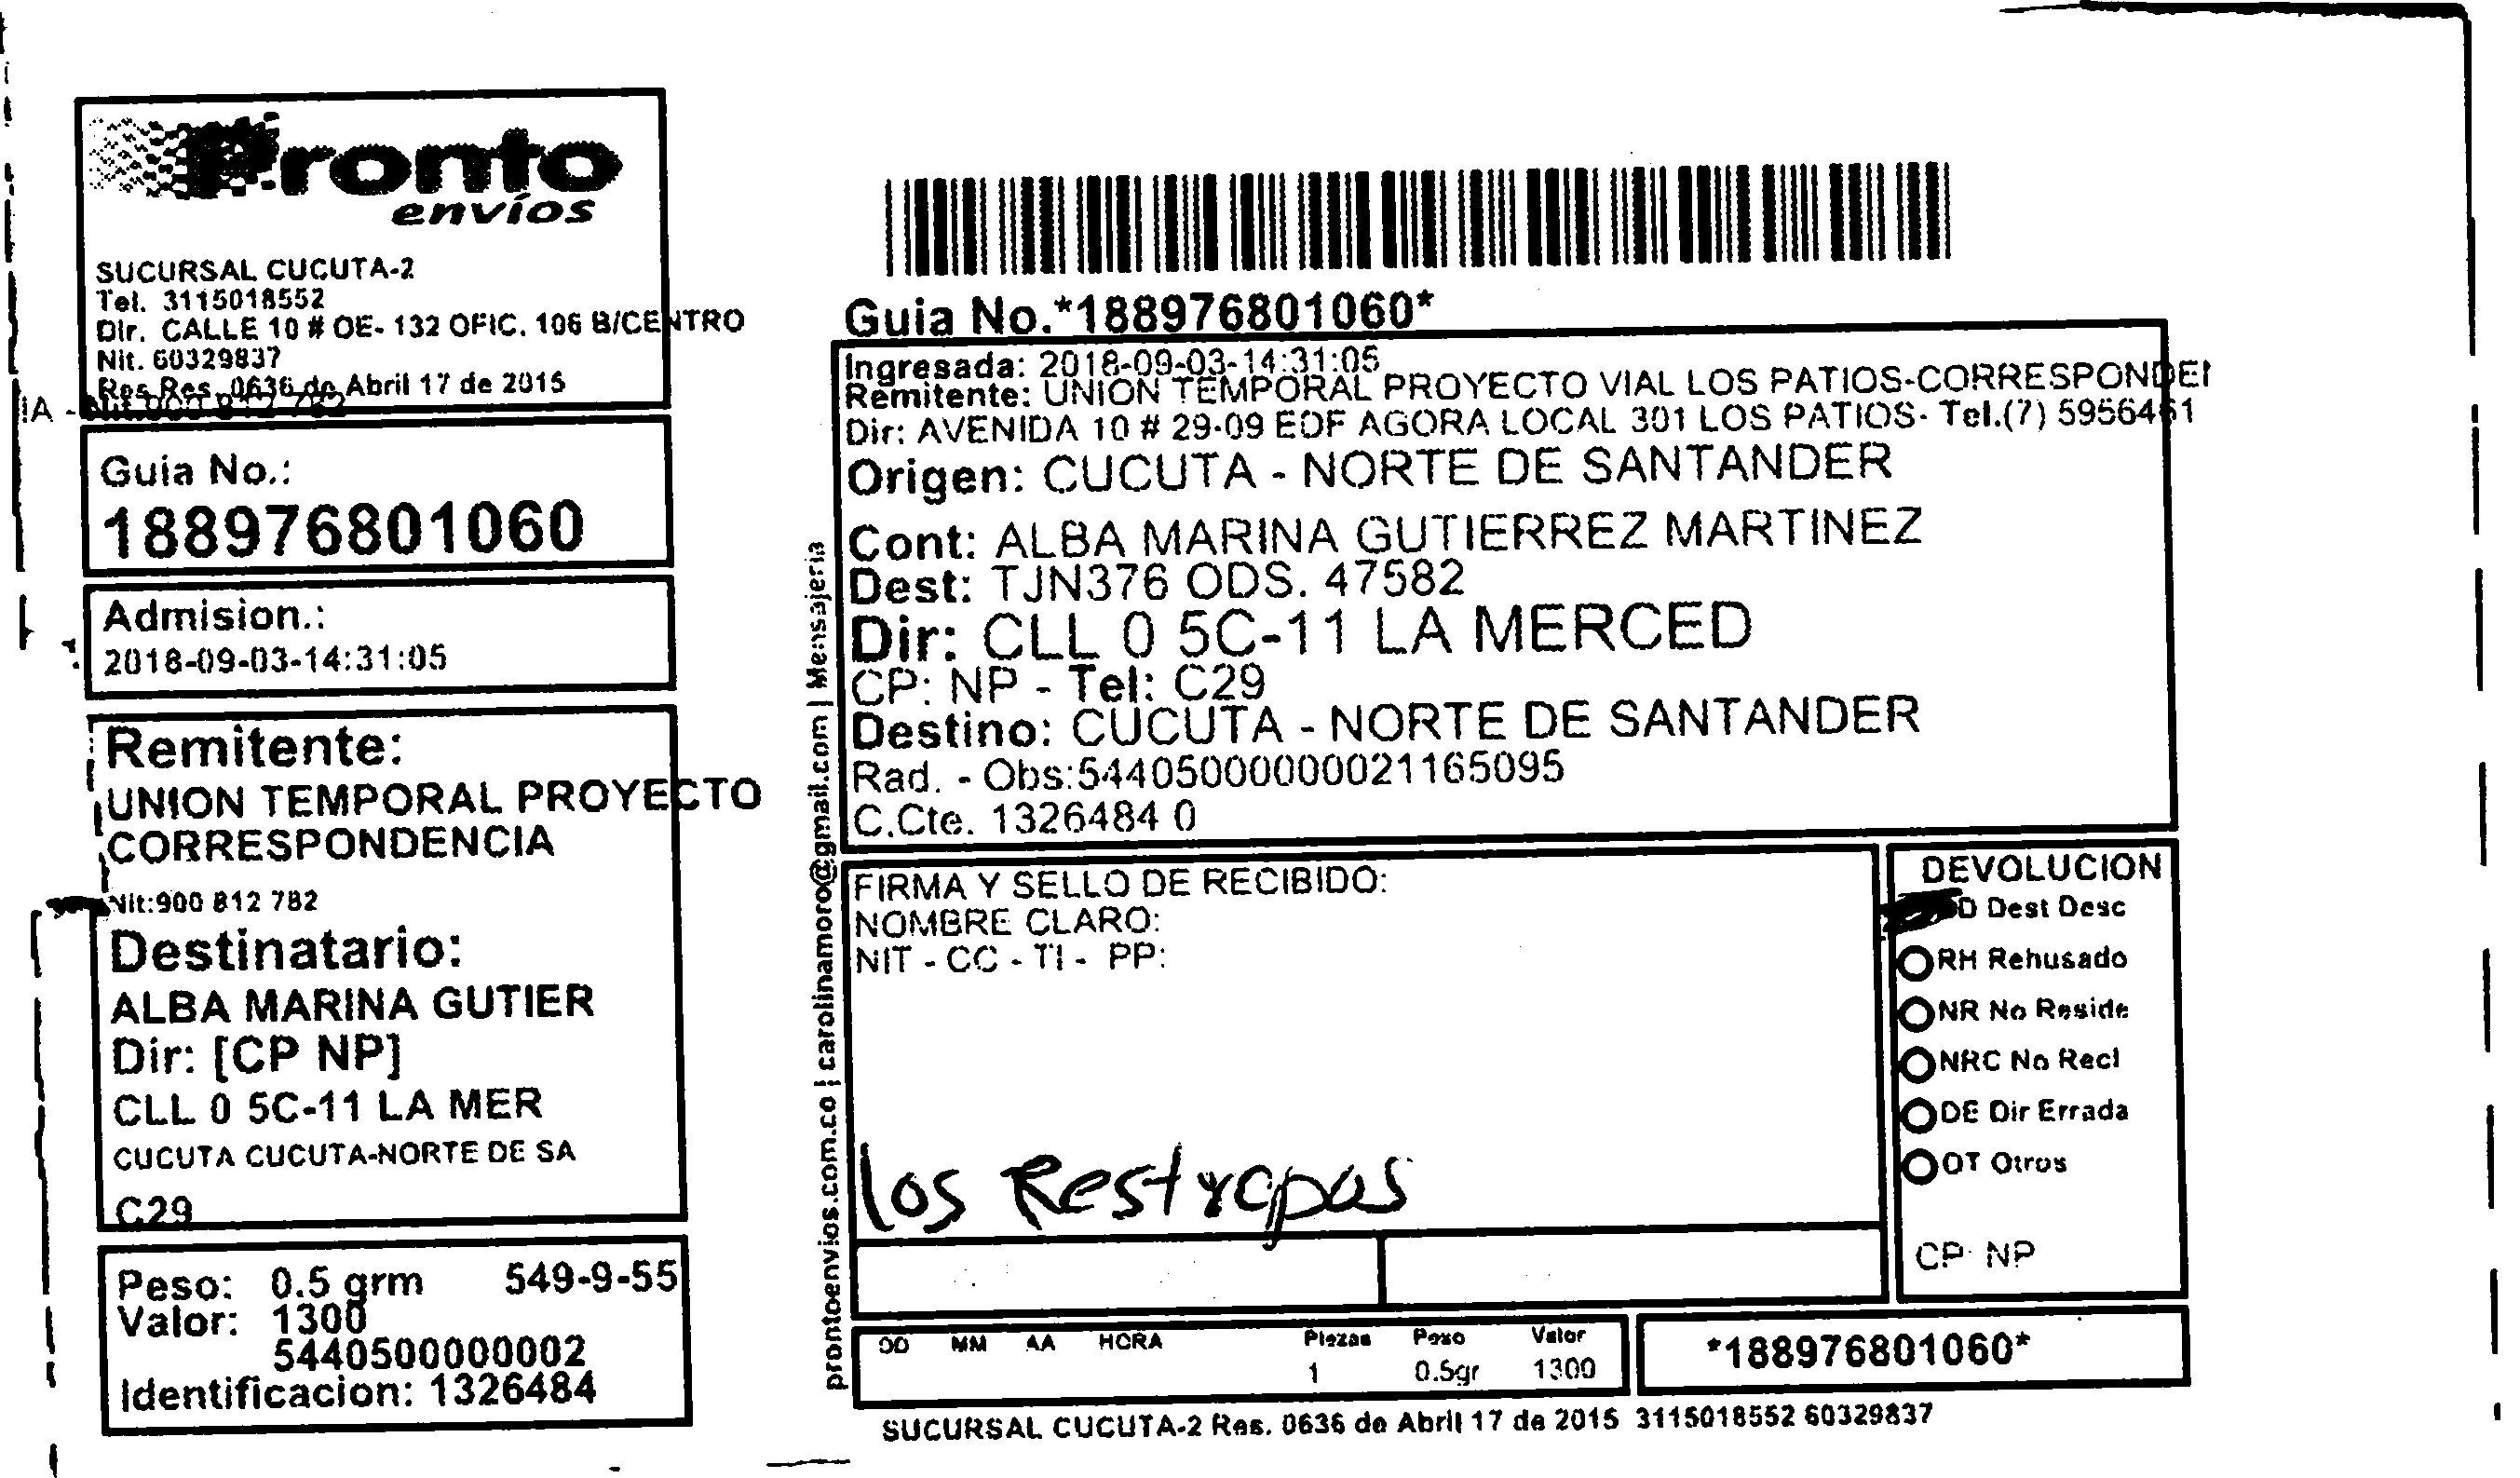 Pronto
envíos
SUCURSAL CUCUTA-2
Tel. 3115018552
Dir. CALLE 10 # OE- 132 OFIC. 106 B/CENTRO
Nit. 60329837
Res Res. 0636 de Abril 17 de 2015
IA - Nit 900 812 782
Guia No.:
188976801060
Admision.:
2018-09-03-14:31:05
Remitente:
UNION TEMPORAL PROYECTO
CORRESPONDENCIA
Nit:900 812 782
Destinatario:
ALBA MARINA GUTIER
Dir: [CP NP]
CLL 0 5C-11 LA MER
CUCUTA CUCUTA-NORTE DE SA
C29
Peso: 0.5 grm 549-9-55
Valor: 1300
5440500000002
Identificacion: 1326484
prontoenvios.com.co | carolinamoro@gmail.com | Mensajeria
Guia No.*188976801060*
Ingresada: 2018-09-03-14:31:05
Remitente: UNION TEMPORAL PROYECTO VIAL LOS PATIOS-CORRESPONDEI
Dir: AVENIDA 10 # 29-09 EDF AGORA LOCAL 301 LOS PATIOS- Tel.(7) 5956461
Origen: CUCUTA - NORTE DE SANTANDER
Cont: ALBA MARINA GUTIERREZ MARTINEZ
Dest: TJN376 ODS. 47582
Dir: CLL 0 5C-11 LA MERCED
CP: NP - Tel: C29
Destino: CUCUTA - NORTE DE SANTANDER
Rad. - Obs:544050000000021165095
C.Cte. 1326484 0
FIRMA Y SELLO DE RECIBIDO:
NOMBRE CLARO:
NIT - CC - TI - PP:
los Restrapas
DEVOLUCION
D Dest Desc
RH Rehusado
NR No Reside
NRC No Recl
DE Dir Errada
OT Otros
CP: NP
DD MM AA HORA Piezas Peso Valor
1 0.5gr 1300
*188976801060*
SUCURSAL CUCUTA-2 Res. 0636 de Abril 17 de 2015 3115018552 60329837